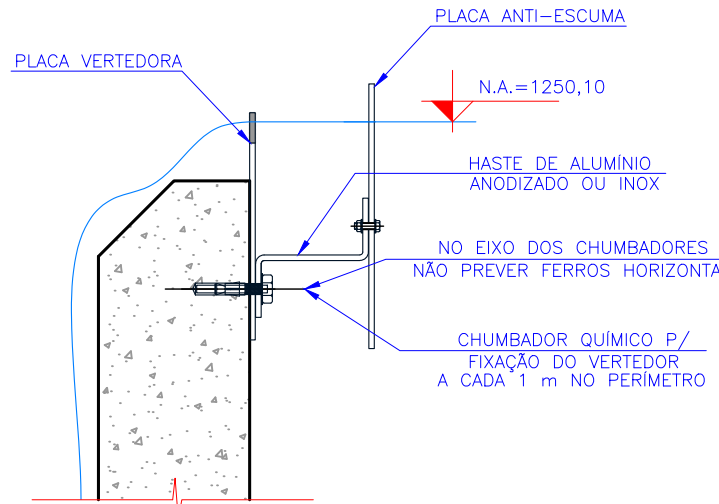 PLACA ANTI-ESCUMA
PLACA VERTEDORA
N.A.=1250,10
HASTE DE ALUMÍNIO
ANODIZADO OU INOX
NO EIXO DOS CHUMBADORES
NÃO PREVER FERROS HORIZONTA
CHUMBADOR QUÍMICO P/
FIXAÇÃO DO VERTEDOR
A CADA 1 m NO PERÍMETRO